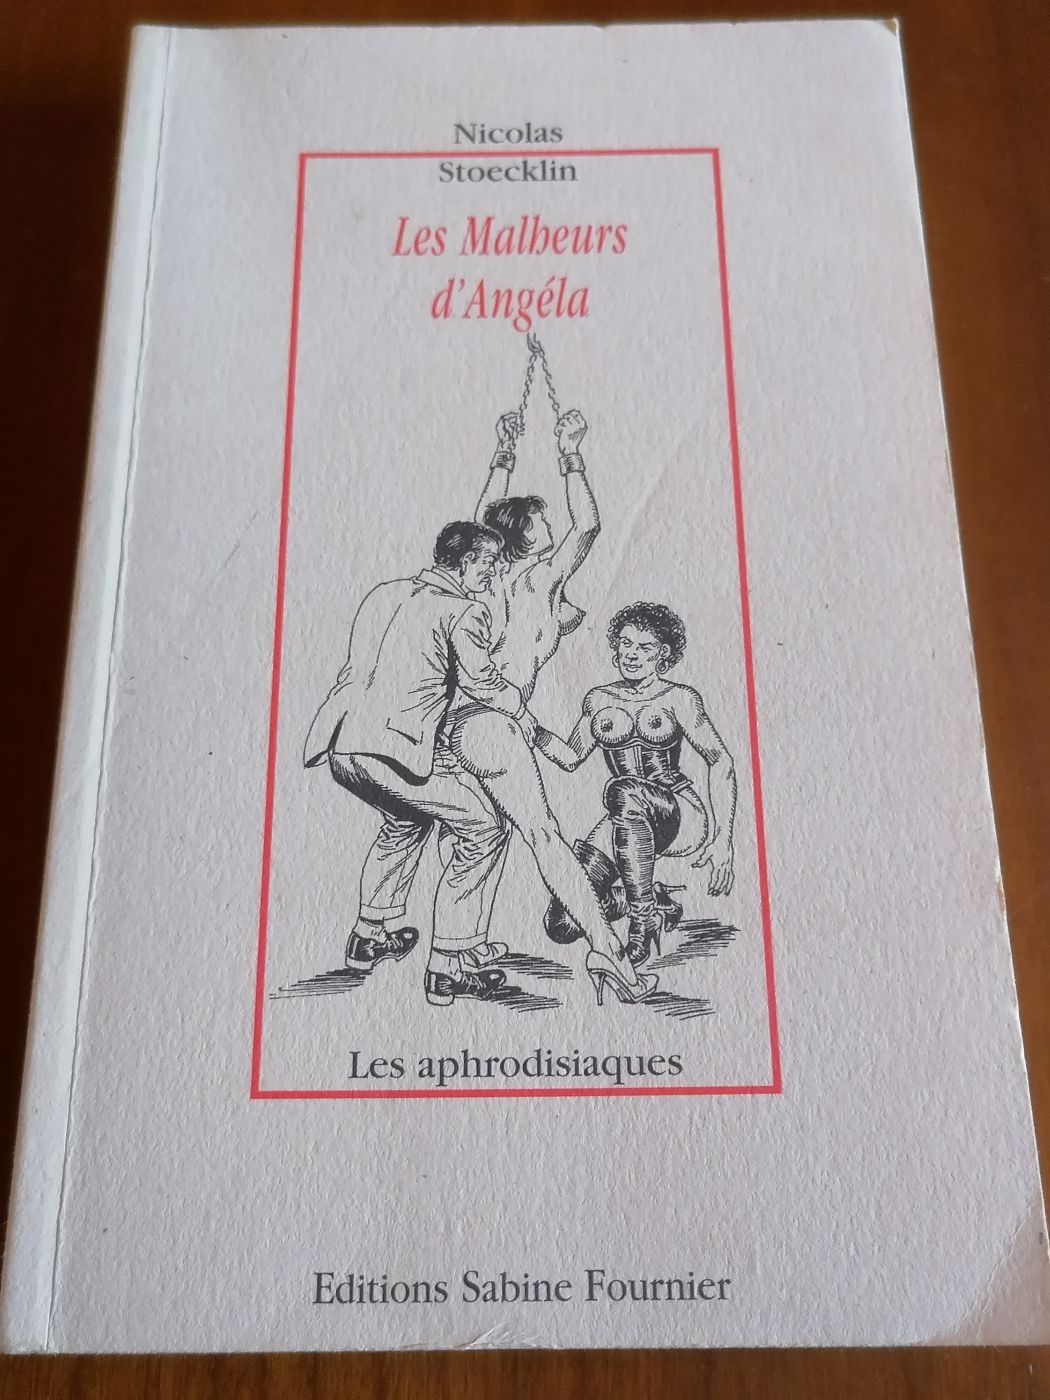 Nicolas
Stoecklin
Les Malheurs
d'Angéla
Les aphrodisiaques
Editions Sabine Fournier